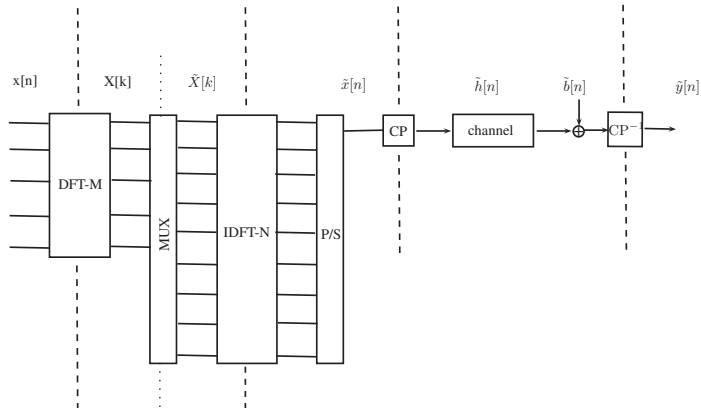 x[n]
X[k]
X̃[k]
x̃[n]
h̃[n]
b̃[n]
ỹ[n]
DFT-M
MUX
IDFT-N
P/S
CP
channel
⊕
CP⁻¹